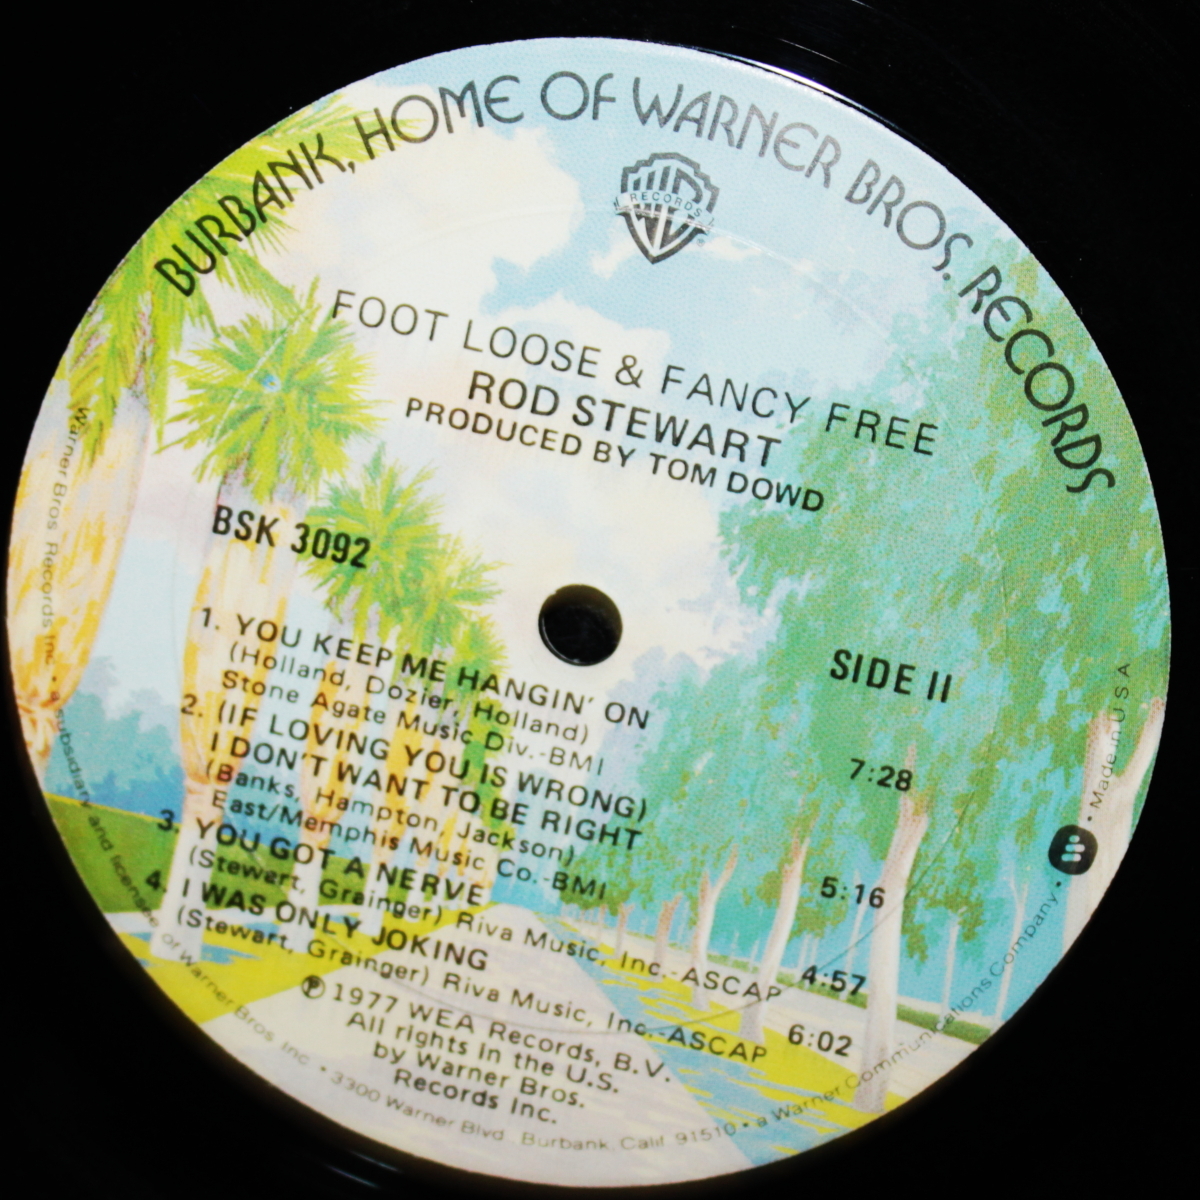 BURBANK, HOME OF WARNER BROS. RECORDS
RECORDS
FOOT LOOSE & FANCY FREE
ROD STEWART
PRODUCED BY TOM DOWD
BSK 3092
SIDE II
1. YOU KEEP ME HANGIN' ON
(Holland, Dozier, Holland)
Stone Agate Music Div.-BMI 7:28
2. (IF LOVING YOU IS WRONG)
I DON'T WANT TO BE RIGHT
(Banks, Hampton, Jackson)
East/Memphis Music Co.-BMI 5:16
3. YOU GOT A NERVE
(Stewart, Grainger) Riva Music, Inc.-ASCAP 4:57
4. I WAS ONLY JOKING
(Stewart, Grainger) Riva Music, Inc.-ASCAP 6:02
℗ 1977 WEA Records, B.V.
All rights in the U.S.
by Warner Bros.
Records Inc.
Warner Bros Records Inc. • a subsidiary and licensee of Warner Bros Inc • 3300 Warner Blvd Burbank, Calif 91510 • a Warner Communications Company • Made in U S A